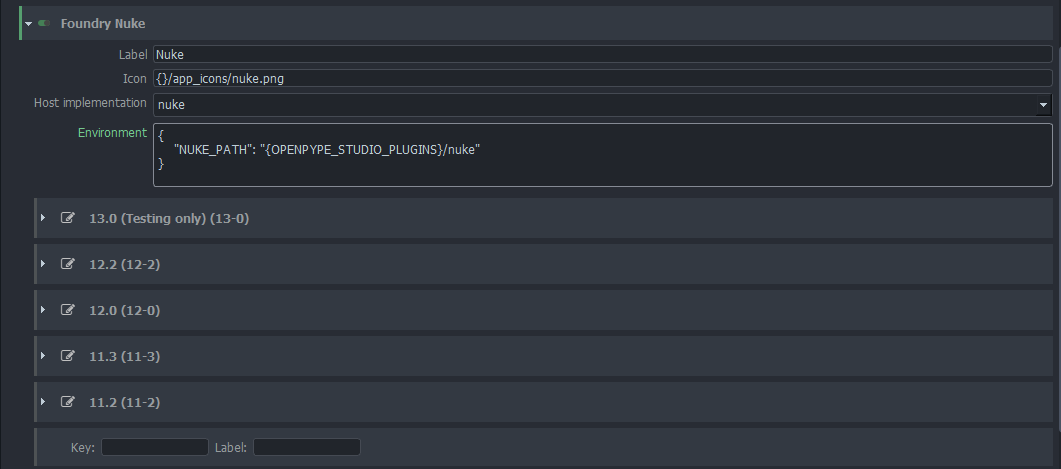 Foundry Nuke
Label Nuke
Icon {}/app_icons/nuke.png
Host implementation nuke
Environment {
"NUKE_PATH": "{OPENPYPE_STUDIO_PLUGINS}/nuke"
}
13.0 (Testing only) (13-0)
12.2 (12-2)
12.0 (12-0)
11.3 (11-3)
11.2 (11-2)
Key: Label: